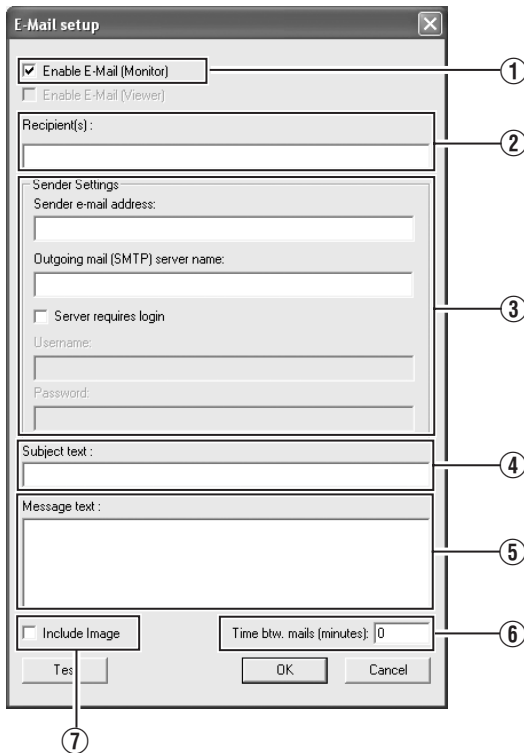 E-Mail setup
Enable E-Mail (Monitor)
①
Enable E-Mail (Viewer)
Recipient(s) :
②
Sender Settings
Sender e-mail address:
Outgoing mail (SMTP) server name:
③
Server requires login
Username:
Password:
Subject text :
④
Message text :
⑤
Include Image
Time btw. mails (minutes): 0
⑥
Tes
OK
Cancel
⑦